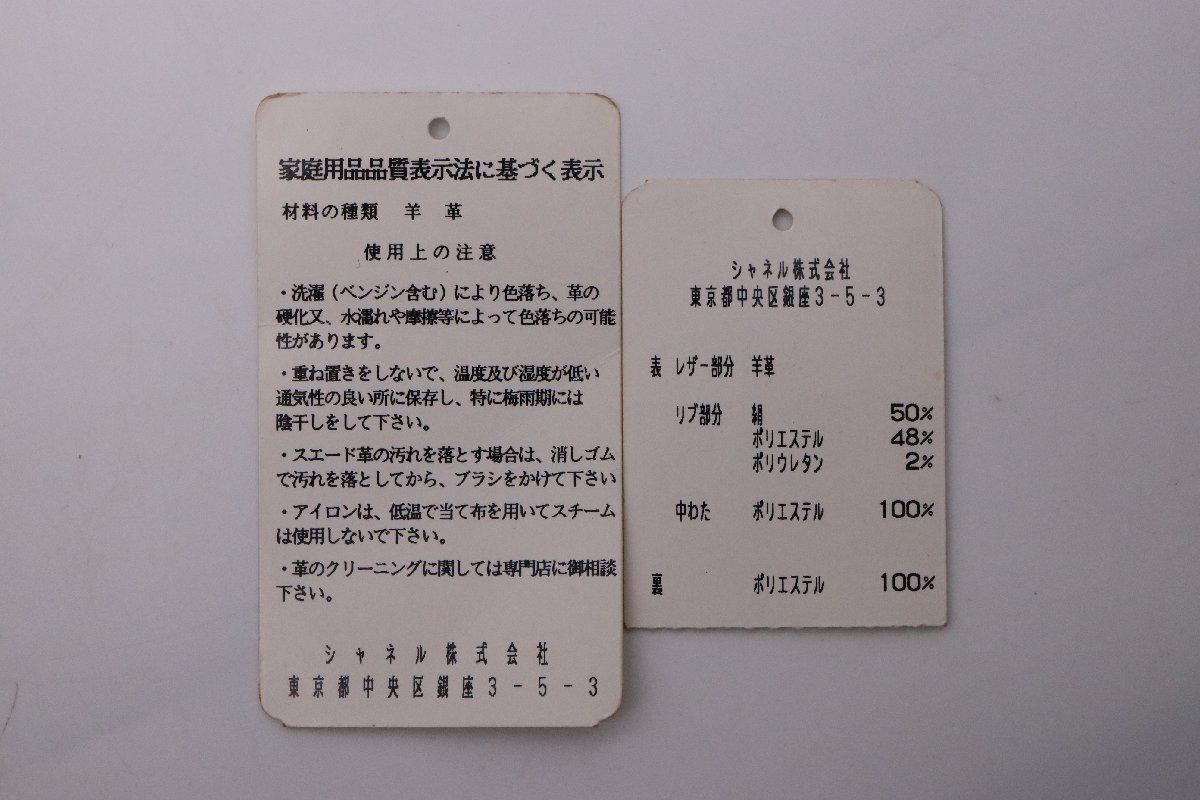 家庭用品品質表示法に基づく表示
材料の種類 羊 革
使用上の注意
・洗濯（ベンジン含む）により色落ち、革の
硬化又、水濡れや摩擦等によって色落ちの可能
性があります。
・重ね置きをしないで、温度及び湿度が低い
通気性の良い所に保存し、特に梅雨期には
陰干しをして下さい。
・スエード革の汚れを落とす場合は、消しゴム
で汚れを落としてから、ブラシをかけて下さい
・アイロンは、低温で当て布を用いてスチーム
は使用しないで下さい。
・革のクリーニングに関しては専門店に御相談
下さい。
シャネル株式会社
東京都中央区銀座3-5-3
シャネル株式会社
東京都中央区銀座3-5-3
表 レザー部分 羊革
リブ部分 絹 50%
ポリエステル 48%
ポリウレタン 2%
中わた ポリエステル 100%
裏 ポリエステル 100%